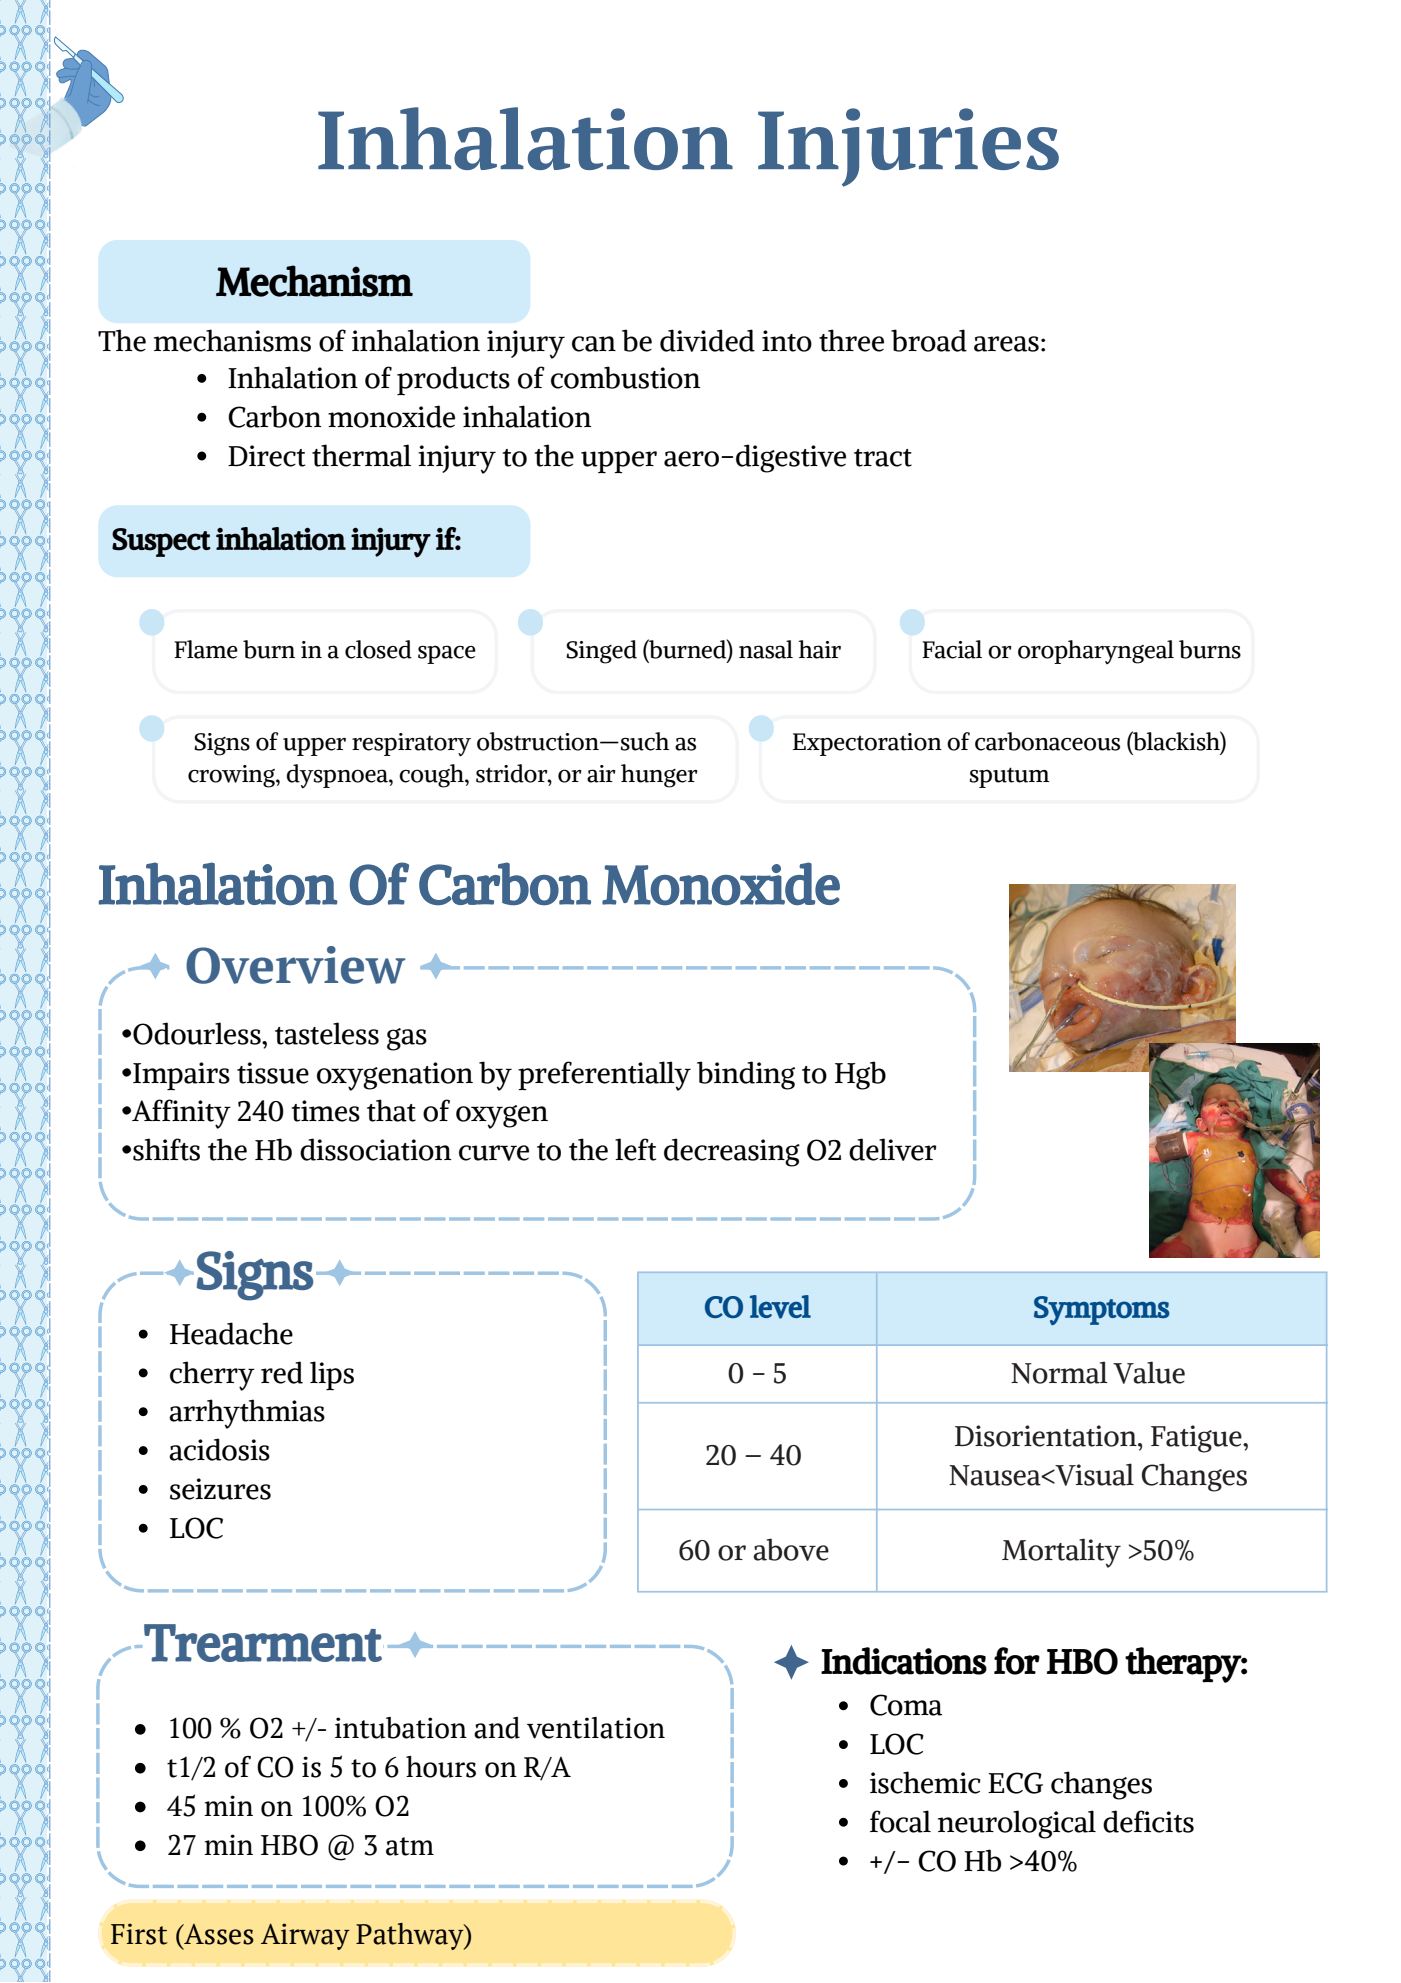 Inhalation Injuries
Mechanism
The mechanisms of inhalation injury can be divided into three broad areas:
• Inhalation of products of combustion
• Carbon monoxide inhalation
• Direct thermal injury to the upper aero-digestive tract
Suspect inhalation injury if:
Flame burn in a closed space
Singed (burned) nasal hair
Facial or oropharyngeal burns
Signs of upper respiratory obstruction—such as
crowing, dyspnoea, cough, stridor, or air hunger
Expectoration of carbonaceous (blackish)
sputum
Inhalation Of Carbon Monoxide
Overview
•Odourless, tasteless gas
•Impairs tissue oxygenation by preferentially binding to Hgb
•Affinity 240 times that of oxygen
•shifts the Hb dissociation curve to the left decreasing O2 deliver
Signs
• Headache
• cherry red lips
• arrhythmias
• acidosis
• seizures
• LOC
CO level
Symptoms
0 - 5
Normal Value
20 – 40
Disorientation, Fatigue,
Nausea<Visual Changes
60 or above
Mortality >50%
Trearment
• 100 % O2 +/- intubation and ventilation
• t1/2 of CO is 5 to 6 hours on R/A
• 45 min on 100% O2
• 27 min HBO @ 3 atm
Indications for HBO therapy:
• Coma
• LOC
• ischemic ECG changes
• focal neurological deficits
• +/- CO Hb >40%
First (Asses Airway Pathway)